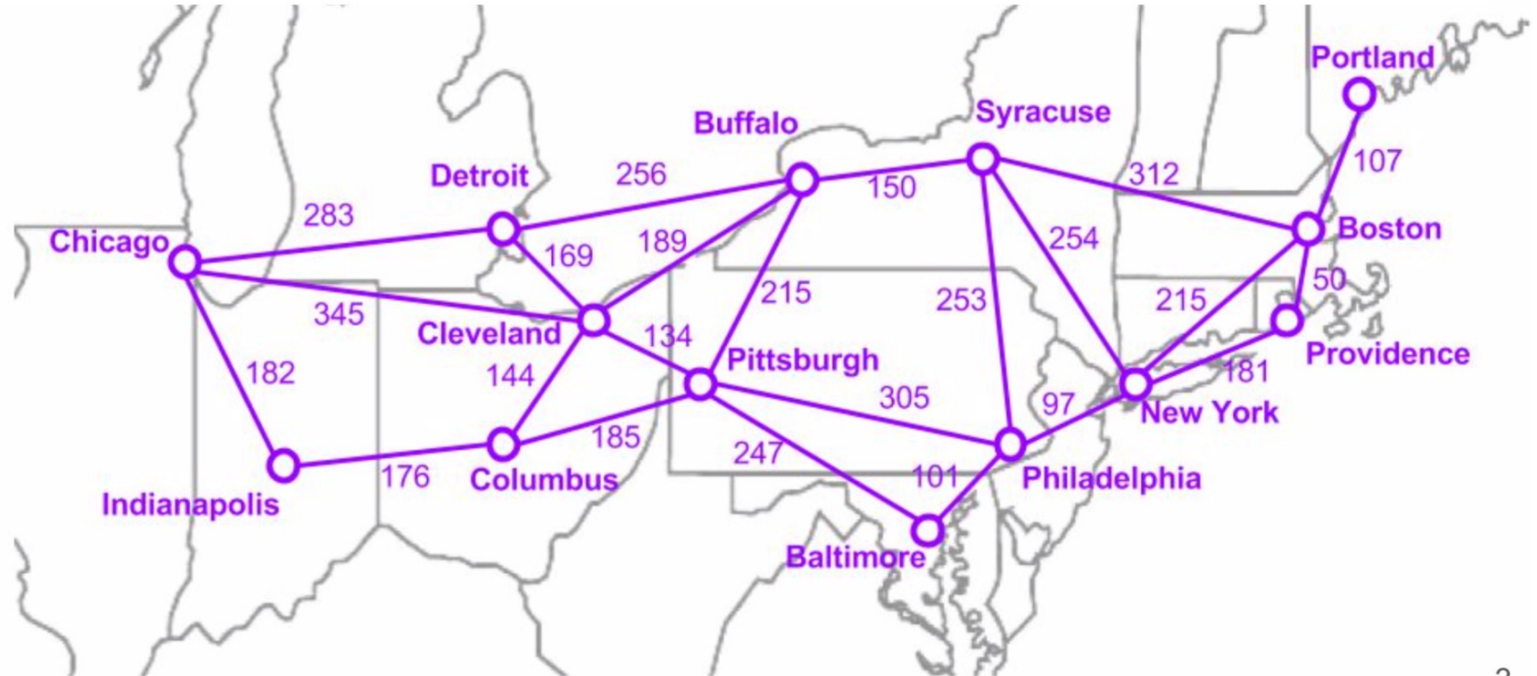 Portland
Syracuse
Buffalo
107
Detroit
256
312
150
283
Boston
Chicago
189
254
169
50
215
253
215
345
Cleveland
134
Providence
Pittsburgh
182
144
181
305
97
New York
185
247
176
101
Columbus
Philadelphia
Indianapolis
Baltimore